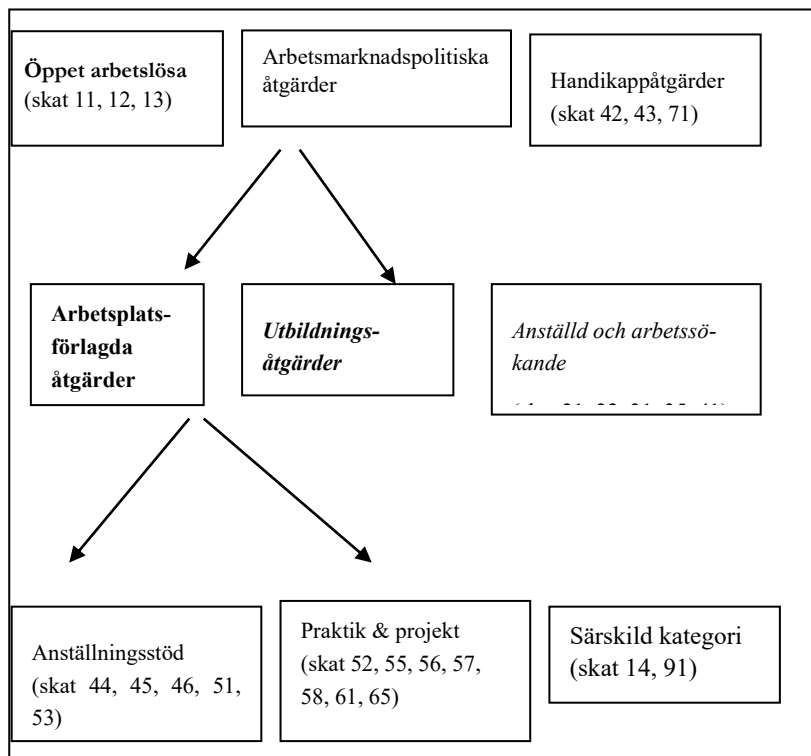 Öppet arbetslösa
(skat 11, 12, 13)
Arbetsmarknadspolitiska
åtgärder
Handikappåtgärder
(skat 42, 43, 71)
Arbetsplats-
förlagda
åtgärder
Utbildnings-
åtgärder
Anställd och arbetssö-
kande
Anställningsstöd
(skat 44, 45, 46, 51,
53)
Praktik & projekt
(skat 52, 55, 56, 57,
58, 61, 65)
Särskild kategori
(skat 14, 91)